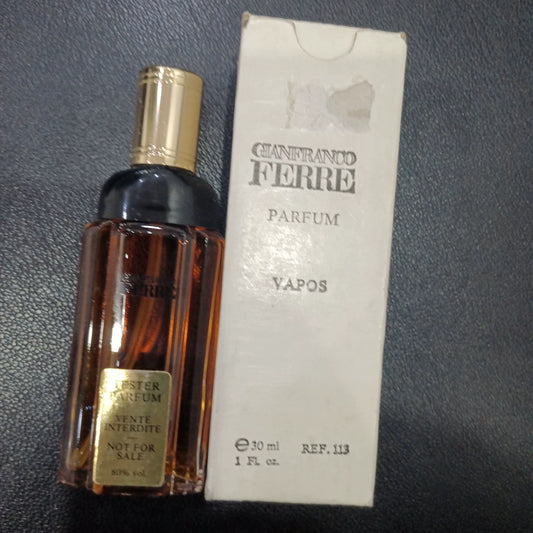 GIANFRANCO
FERRE
PARFUM
VAPOS
℮ 30 ml
1 FL. oz.
REF. 113
FERRE
TESTER
PARFUM
VENTE
INTERDITE
—
NOT FOR
SALE
80% vol.